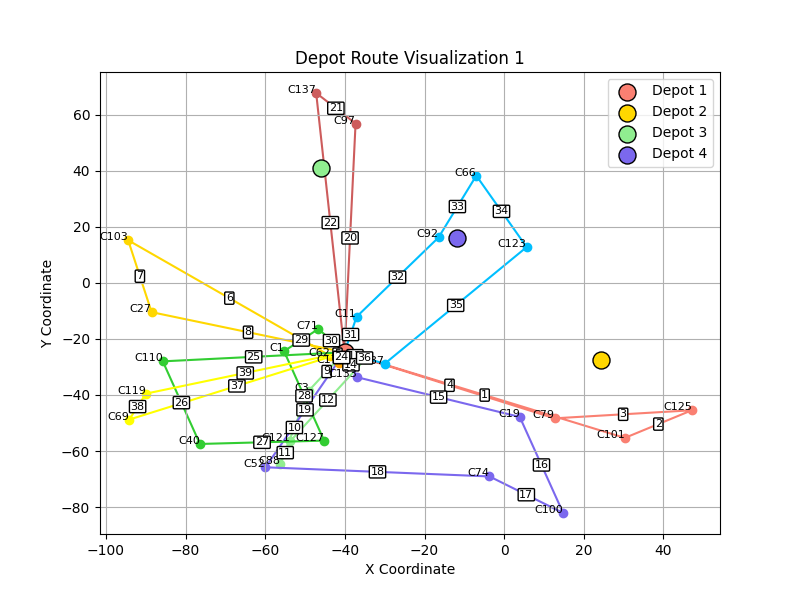 Depot Route Visualization 1
Depot 1
Depot 2
Depot 3
Depot 4
Y Coordinate
X Coordinate
60
40
20
0
−20
−40
−60
−80
−100
−80
−60
−40
−20
0
20
40
C137
21
C97
22
20
C66
33
34
C92
C123
32
35
C103
7
6
C27
8
C11
31
C71
29
30
C1
C62
24
36
C110
25
39
37
C119
38
C69
26
C40
27
9
C3
28
19
12
10
C127
11
C52
18
C153
15
4
1
C19
C79
3
C125
C101
2
16
C74
17
C100